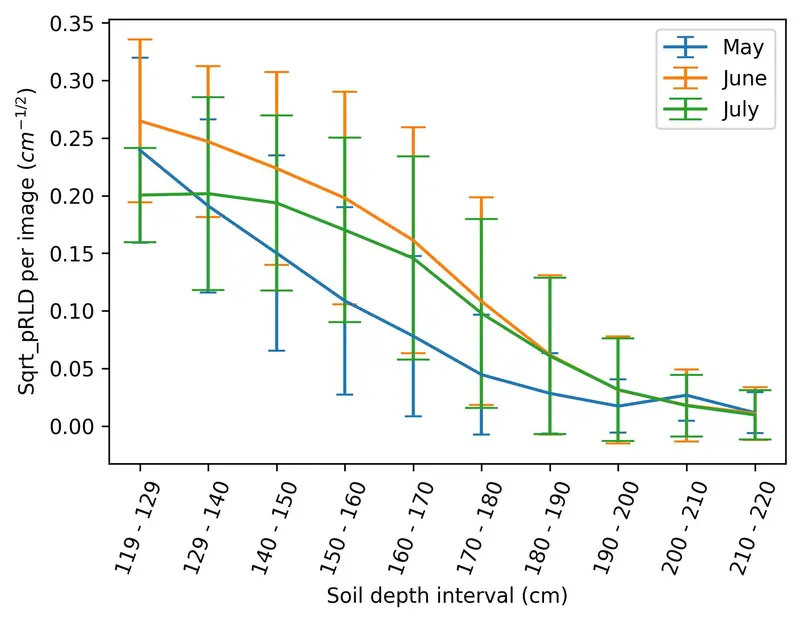 0.35
0.30
0.25
0.20
0.15
0.10
0.05
0.00
Sqrt_pRLD per image (cm⁻¹/²)
May
June
July
119 - 129
129 - 140
140 - 150
150 - 160
160 - 170
170 - 180
180 - 190
190 - 200
200 - 210
210 - 220
Soil depth interval (cm)